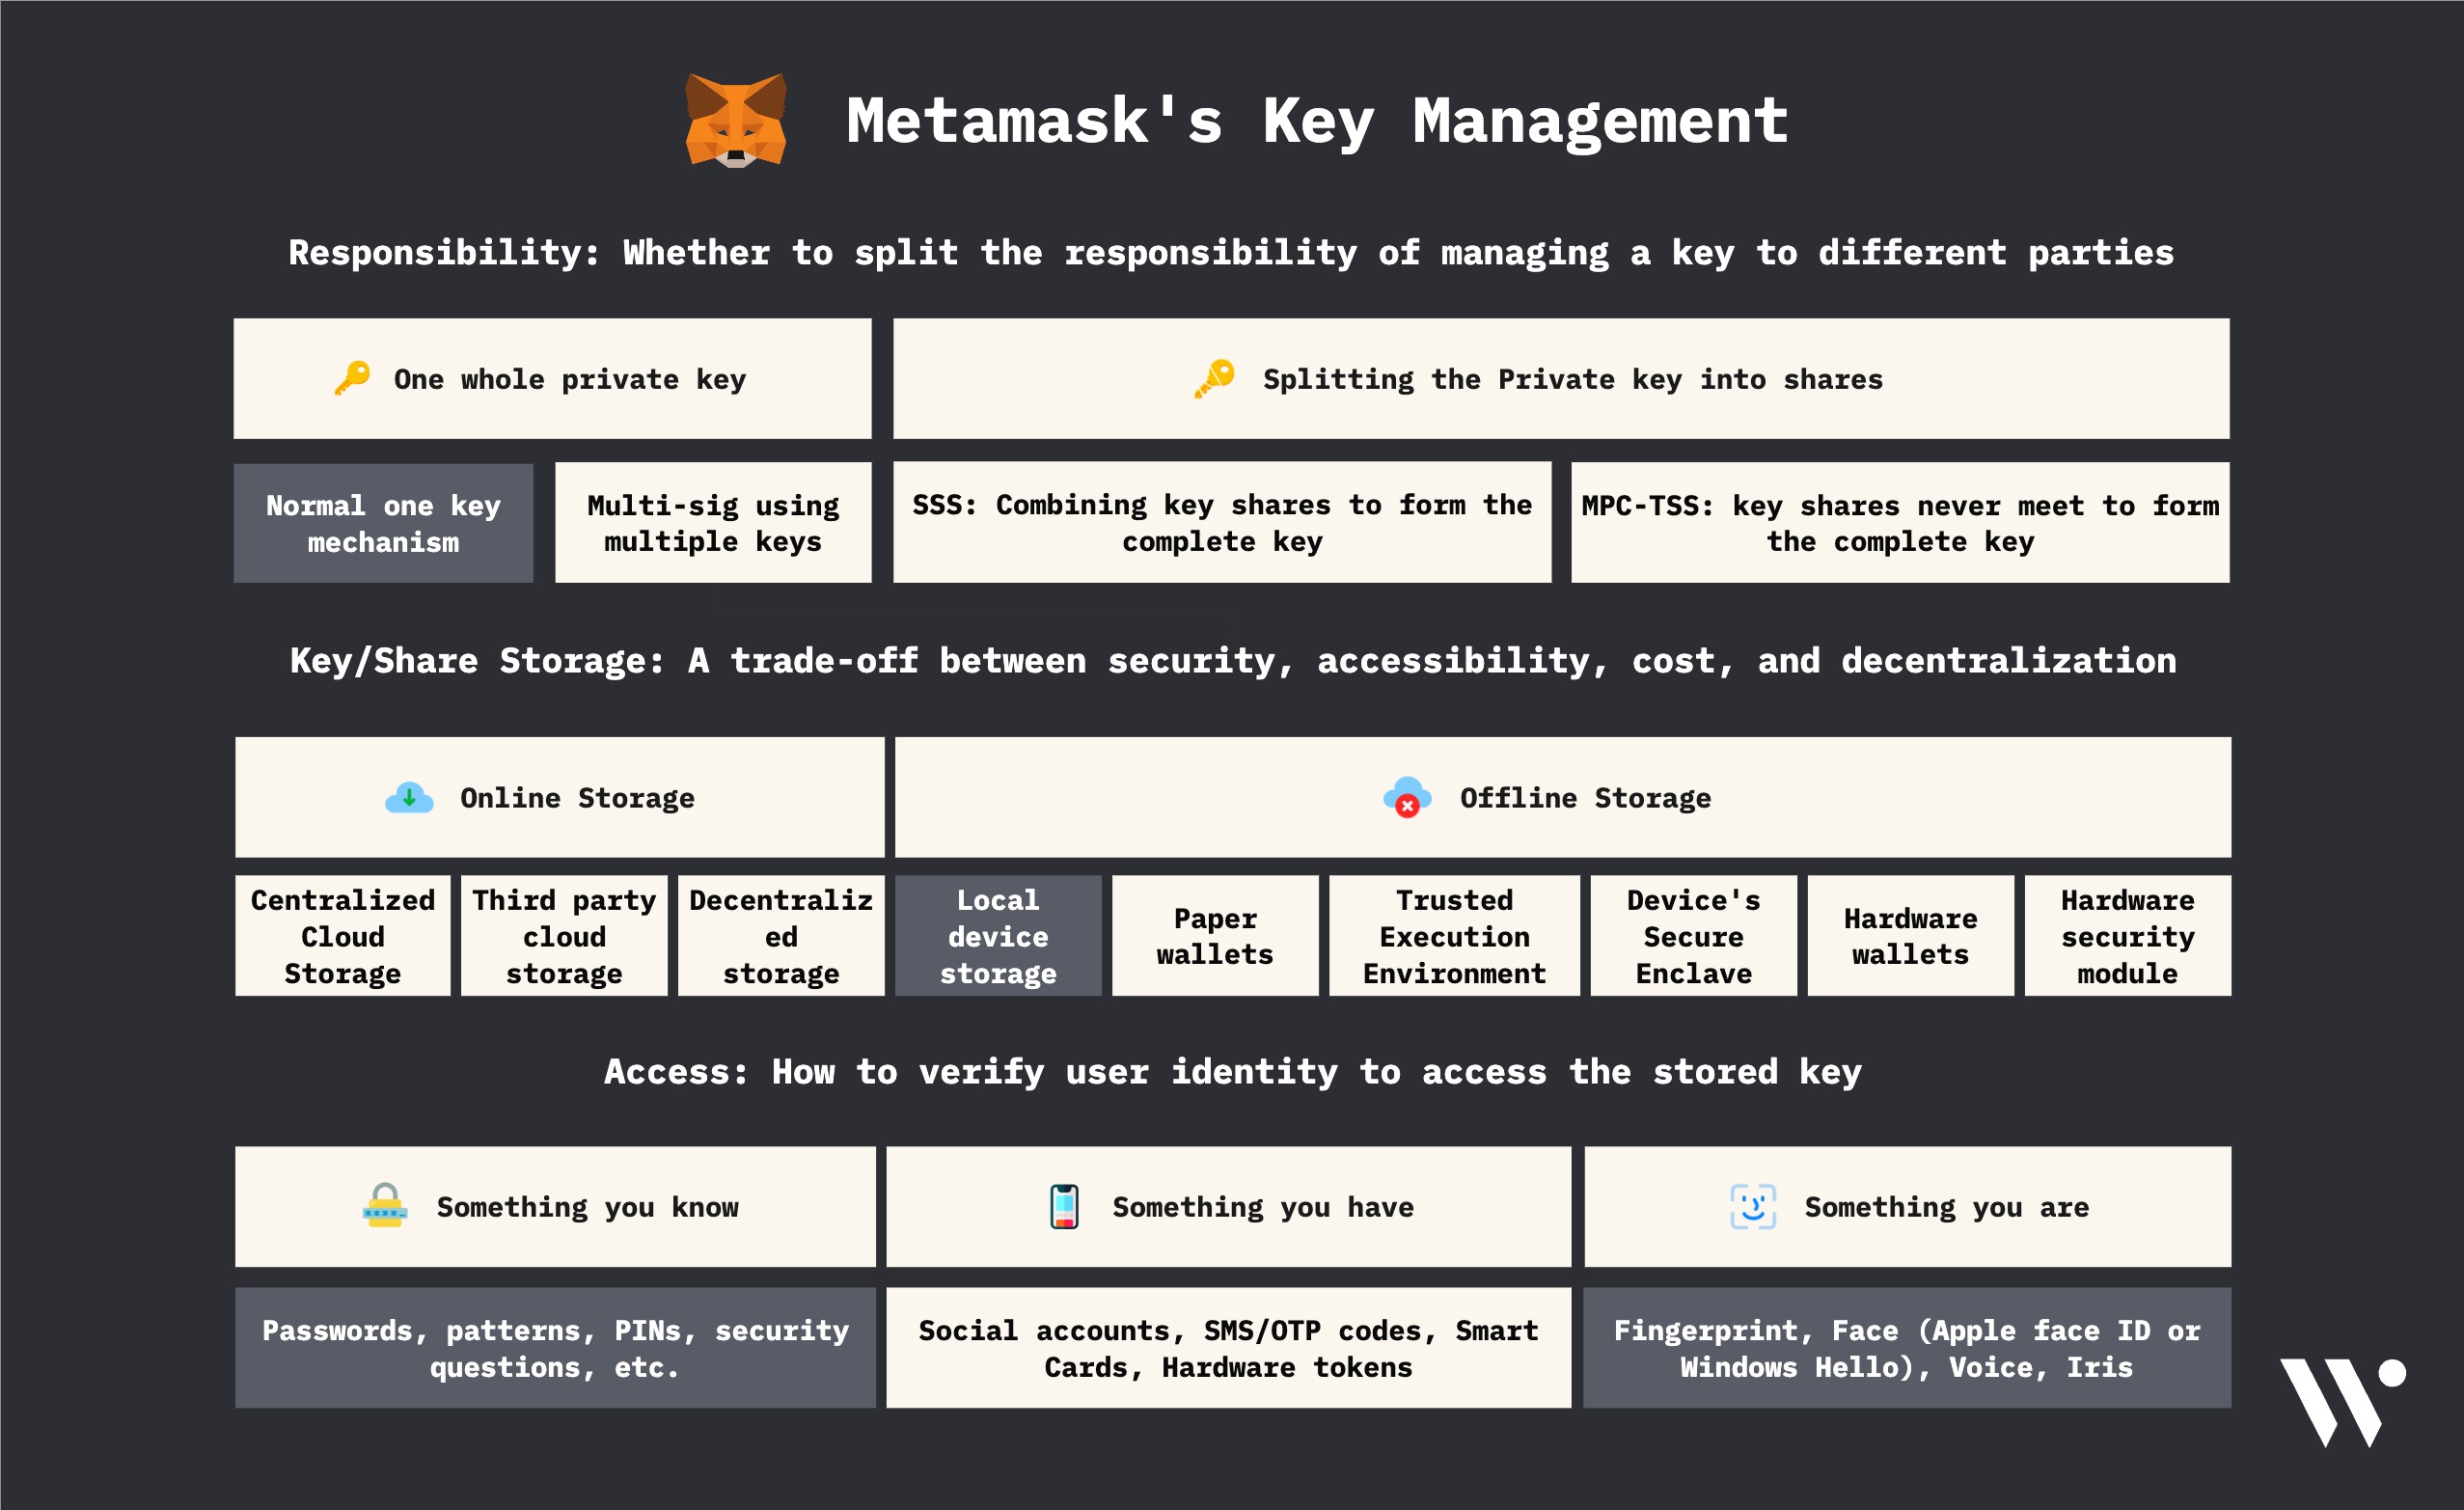 Metamask's Key Management
Responsibility: Whether to split the responsibility of managing a key to different parties
One whole private key
Splitting the Private key into shares
Normal one key
mechanism
Multi-sig using
multiple keys
SSS: Combining key shares to form the
complete key
MPC-TSS: key shares never meet to form
the complete key
Key/Share Storage: A trade-off between security, accessibility, cost, and decentralization
Online Storage
Offline Storage
Centralized
Cloud
Storage
Third party
cloud
storage
Decentraliz
ed
storage
Local
device
storage
Paper
wallets
Trusted
Execution
Environment
Device's
Secure
Enclave
Hardware
wallets
Hardware
security
module
Access: How to verify user identity to access the stored key
Something you know
Something you have
Something you are
Passwords, patterns, PINs, security
questions, etc.
Social accounts, SMS/OTP codes, Smart
Cards, Hardware tokens
Fingerprint, Face (Apple face ID or
Windows Hello), Voice, Iris